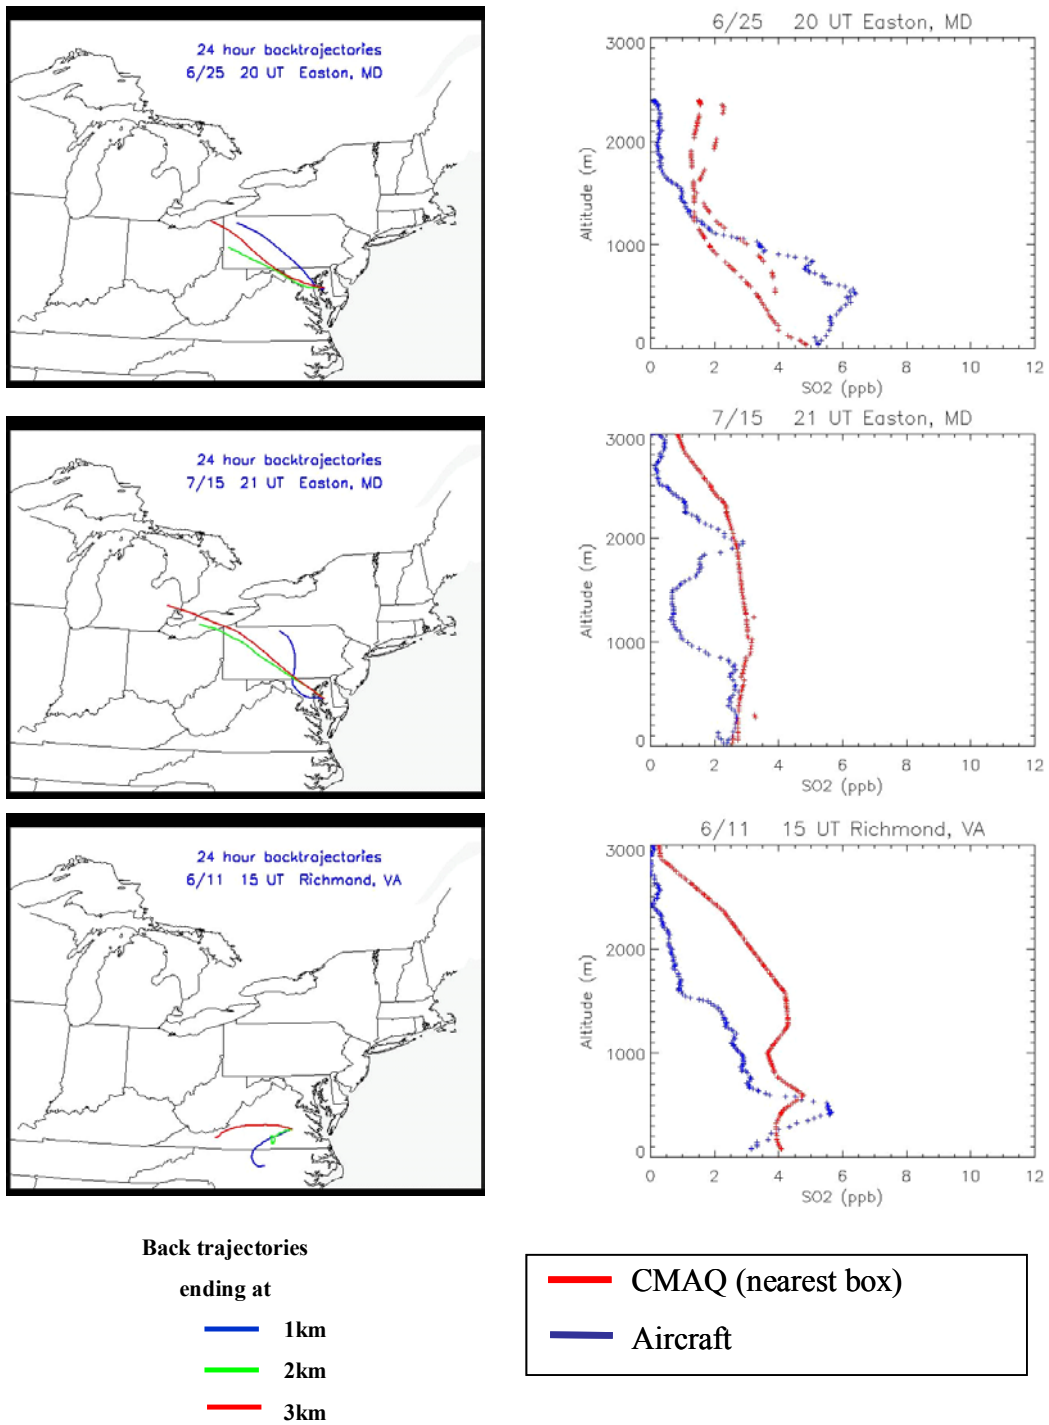 24 hour backtrajectories
6/25 20 UT Easton, MD
6/25 20 UT Easton, MD
3000
2000
1000
0
Altitude (m)
0 2 4 6 8 10 12
SO2 (ppb)
24 hour backtrajectories
7/15 21 UT Easton, MD
7/15 21 UT Easton, MD
3000
2000
1000
0
Altitude (m)
0 2 4 6 8 10 12
SO2 (ppb)
24 hour backtrajectories
6/11 15 UT Richmond, VA
6/11 15 UT Richmond, VA
3000
2000
1000
0
Altitude (m)
0 2 4 6 8 10 12
SO2 (ppb)
Back trajectories
ending at
1km
2km
3km
CMAQ (nearest box)
Aircraft